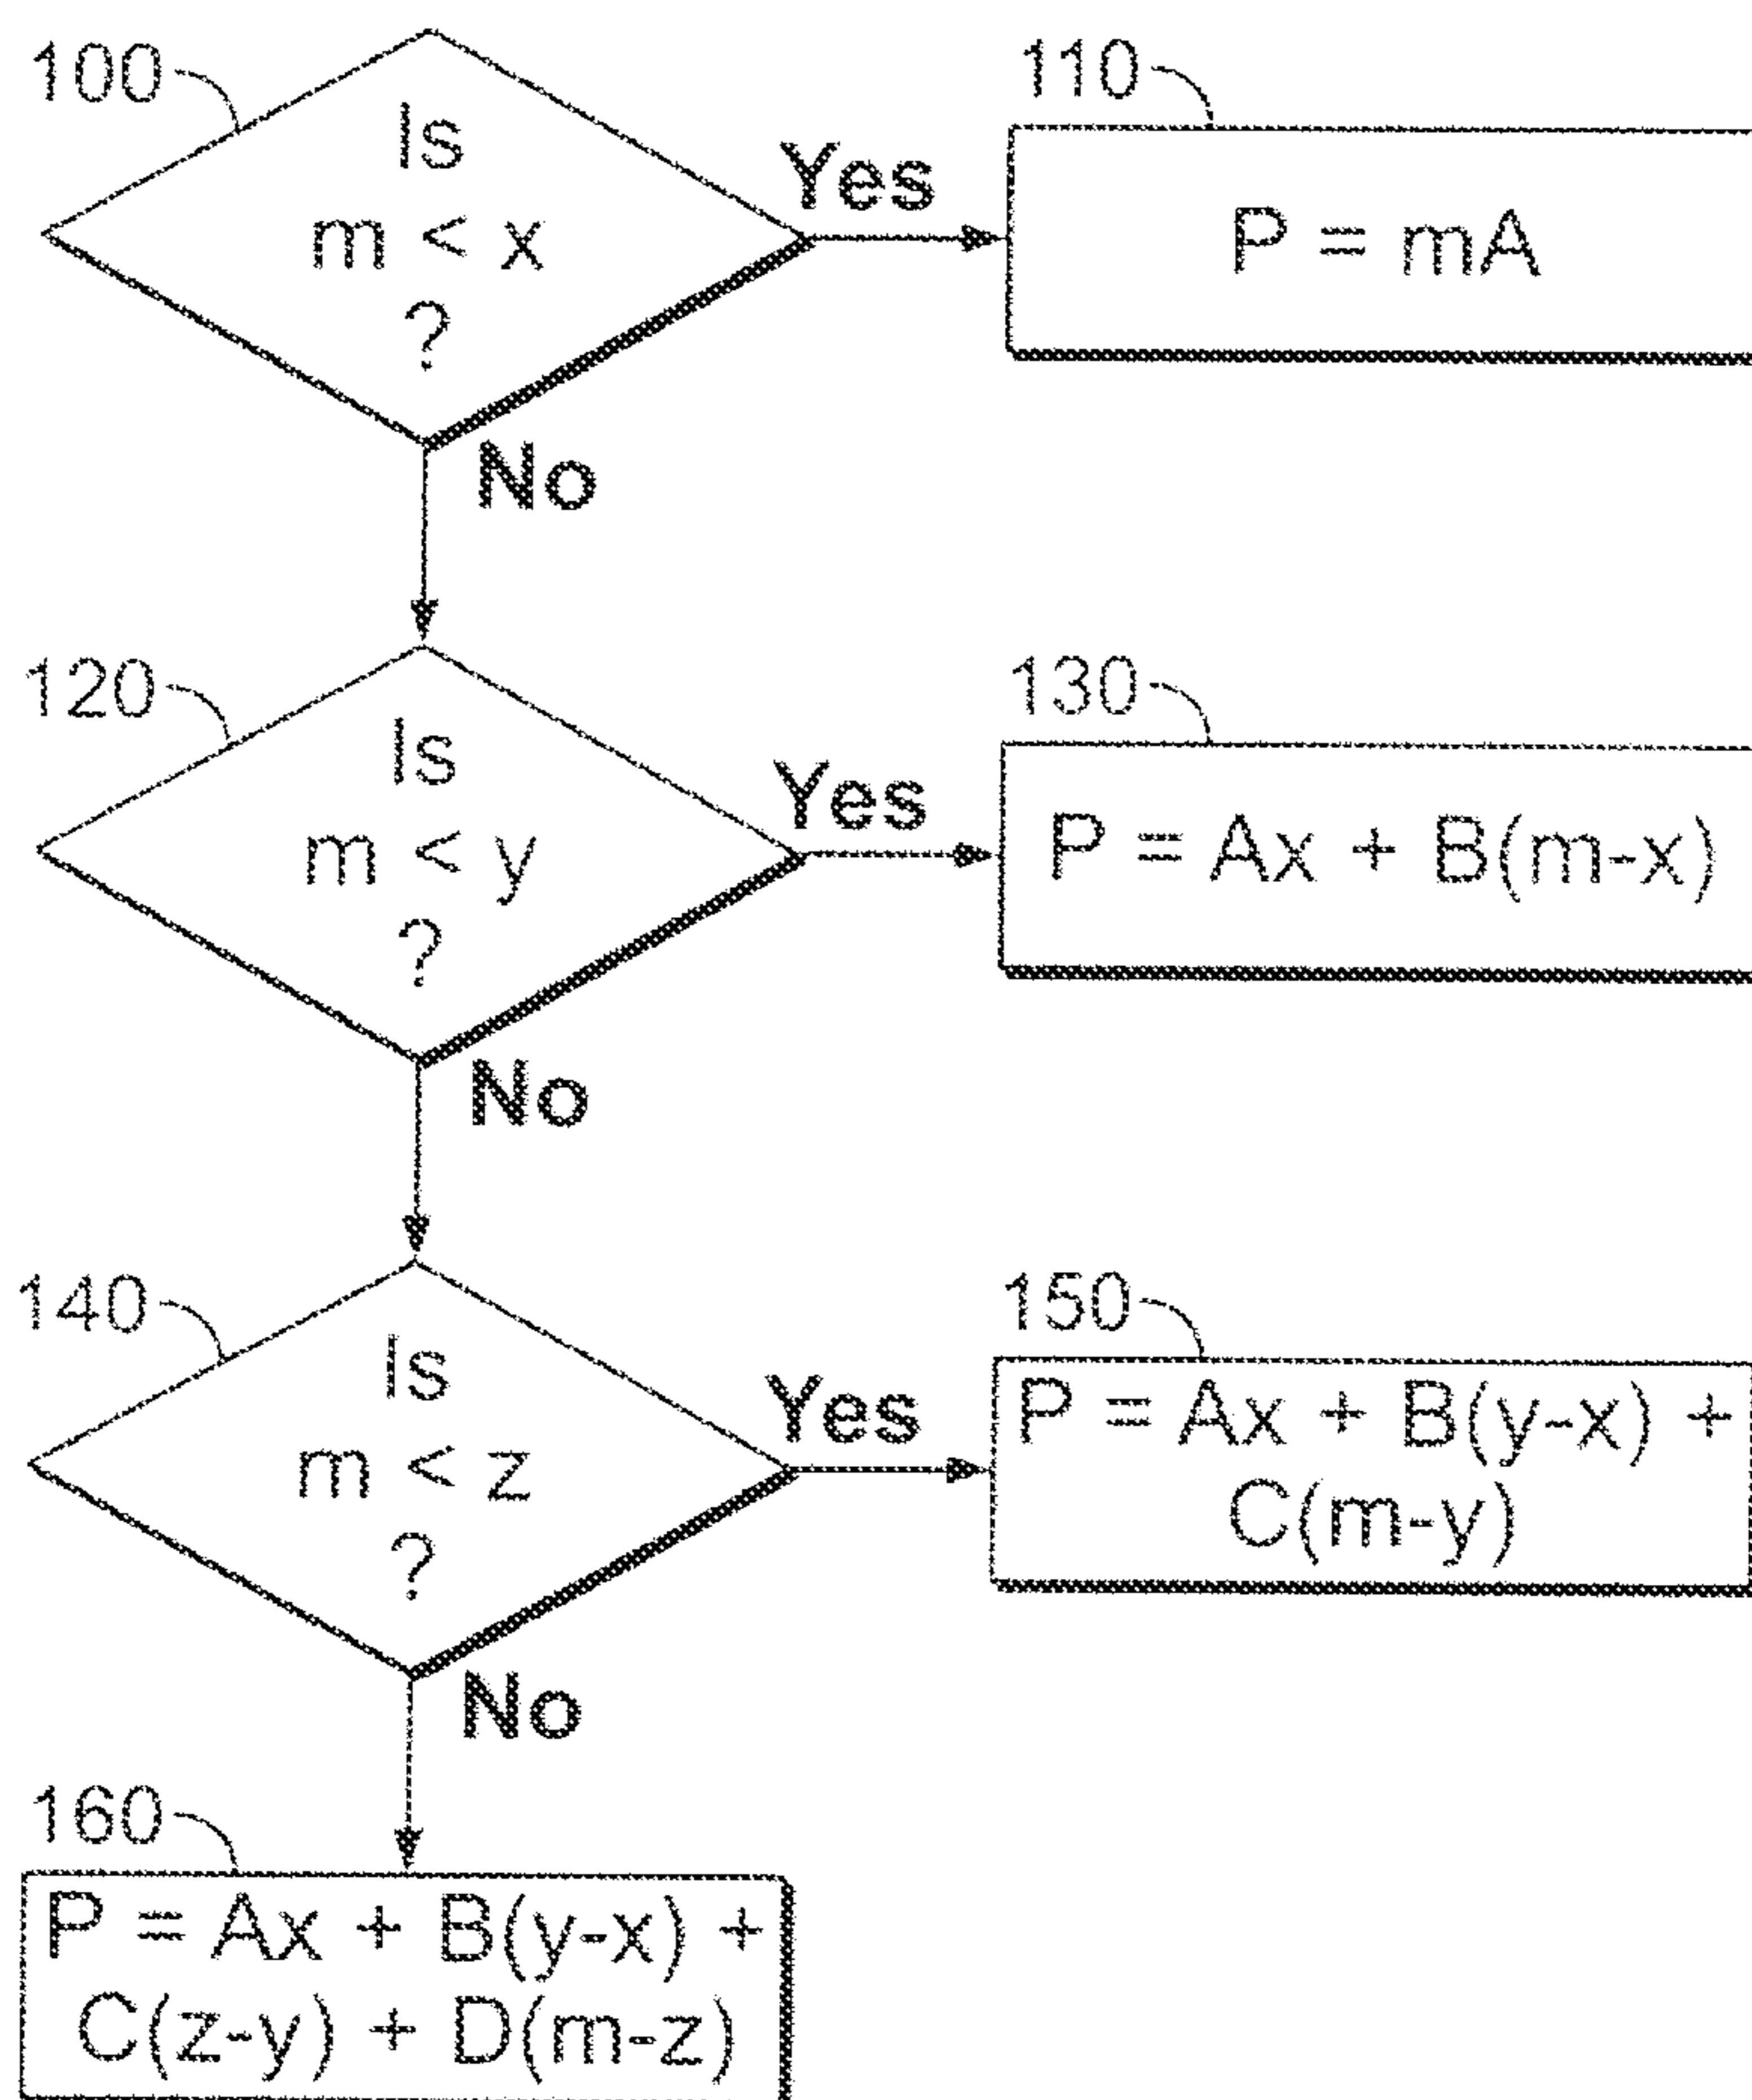 100
Is
m < x
?
Yes
110
P = mA
No
120
Is
m < y
?
Yes
130
P = Ax + B(m-x)
No
140
Is
m < z
?
Yes
150
P = Ax + B(y-x) +
C(m-y)
No
160
P = Ax + B(y-x) +
C(z-y) + D(m-z)